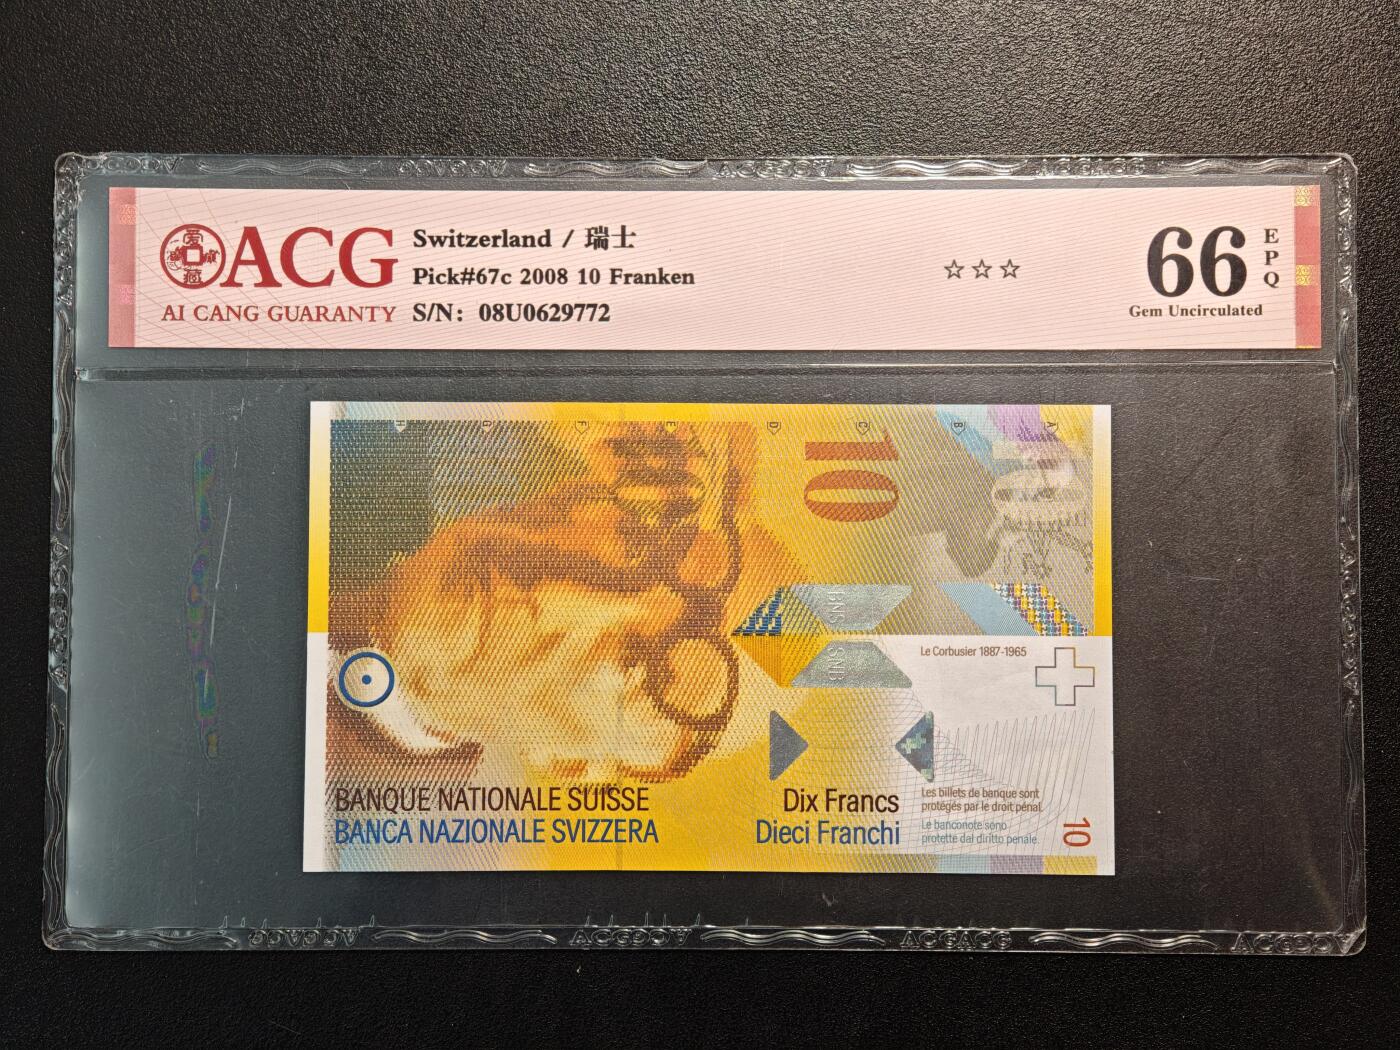 ACG
AI CANG GUARANTY
Switzerland / 瑞士
Pick#67c 2008 10 Franken
S/N: 08U0629772
☆☆☆
66
EPQ
Gem Uncirculated
H G F E D C B A
10
BNS
SNB
Le Corbusier 1887-1965
BANQUE NATIONALE SUISSE
BANCA NAZIONALE SVIZZERA
Dix Francs
Dieci Franchi
Les billets de banque sont
protégés par le droit pénal.
Le banconote sono
protette dal diritto penale.
10